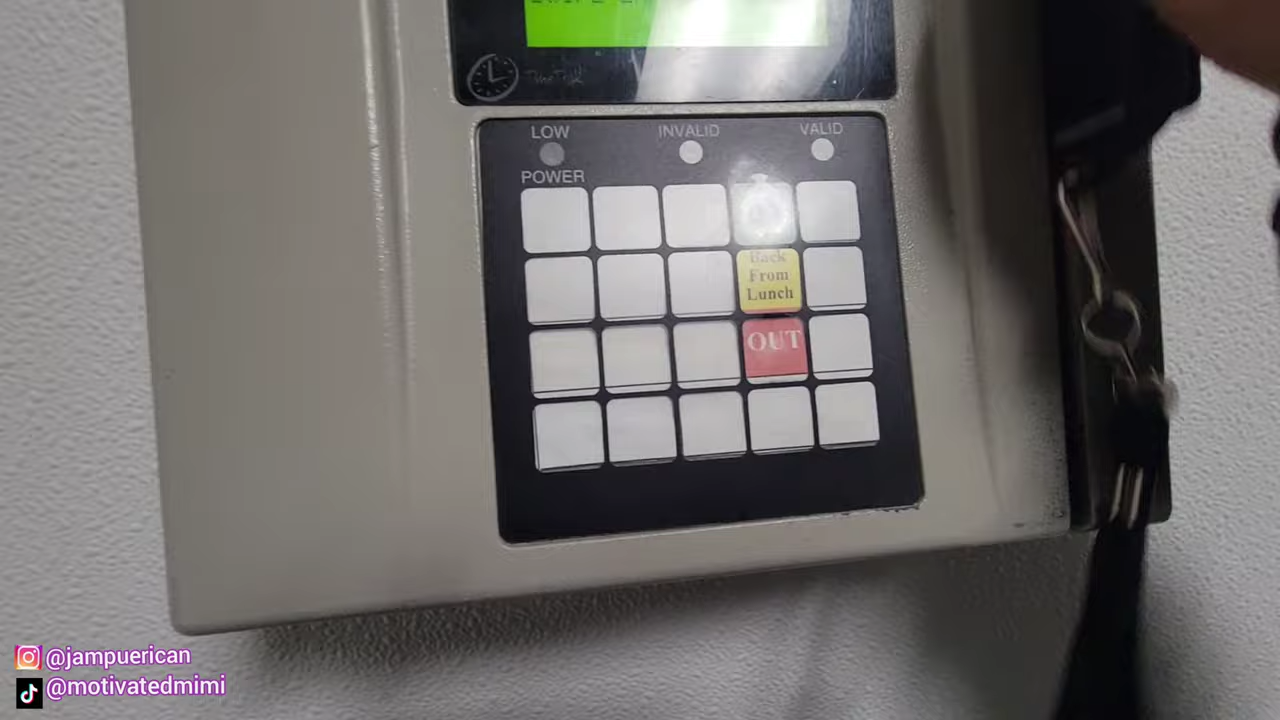 LOW
INVALID
VALID
POWER
Back
From
Lunch
OUT
@jampuerican
@motivatedmimi